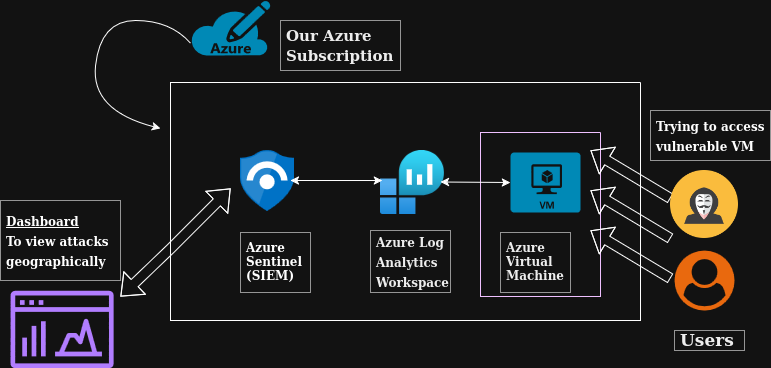 Azure
Our Azure
Subscription
Trying to access
vulnerable VM
Dashboard
To view attacks
geographically
Azure
Sentinel
(SIEM)
Azure Log
Analytics
Workspace
VM
Azure
Virtual
Machine
Users